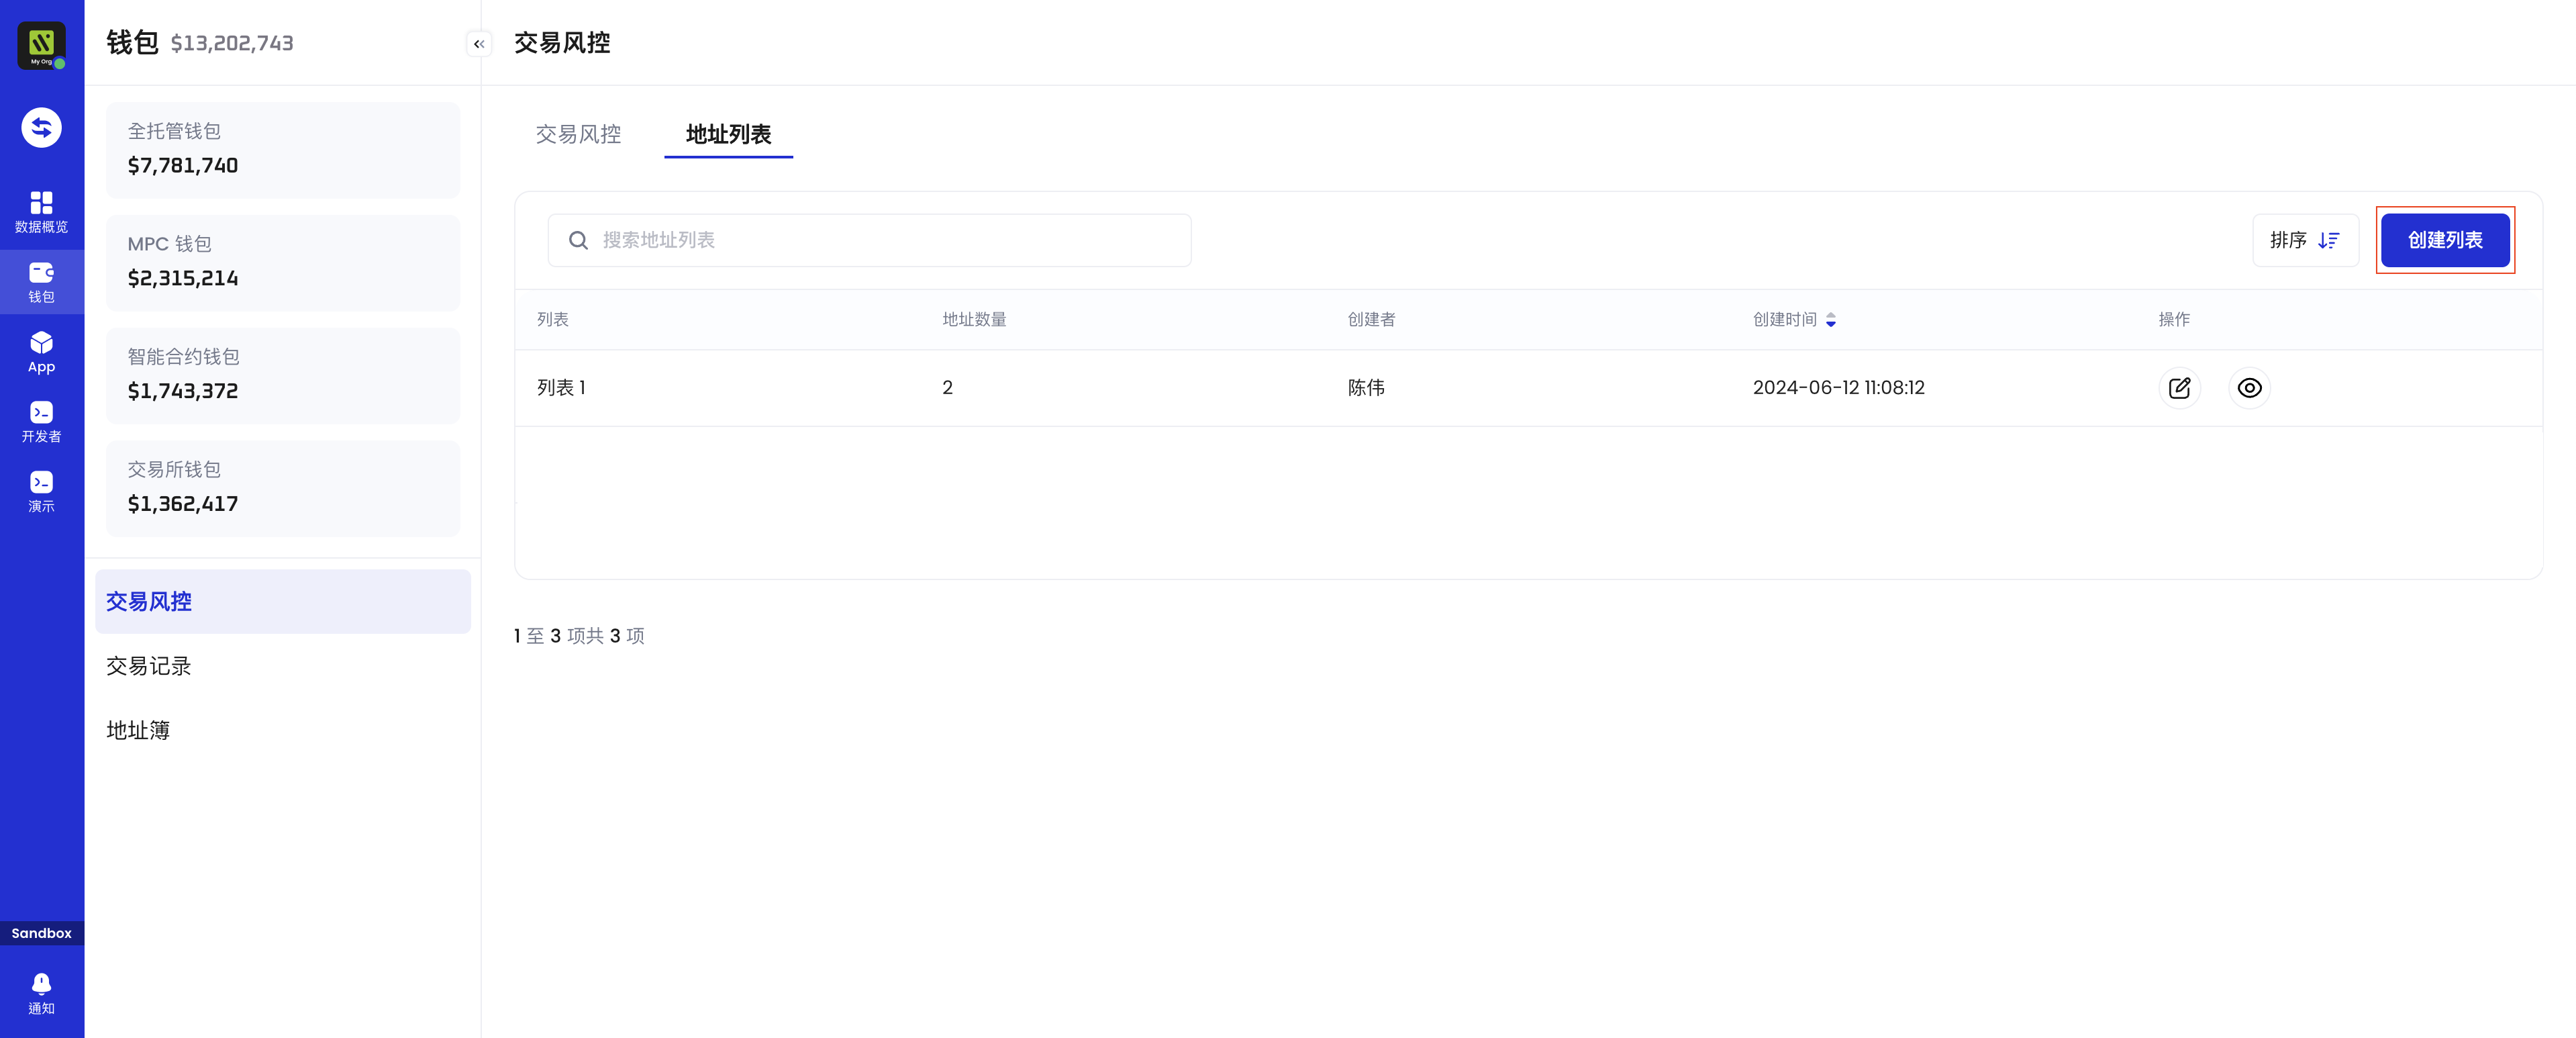 My Org
数据概览
钱包
App
开发者
演示
Sandbox
通知
钱包 $13,202,743
全托管钱包
$7,781,740
MPC 钱包
$2,315,214
智能合约钱包
$1,743,372
交易所钱包
$1,362,417
交易风控
交易记录
地址簿
交易风控
交易风控 地址列表
搜索地址列表 排序 创建列表
列表 地址数量 创建者 创建时间 操作
列表 1 2 陈伟 2024-06-12 11:08:12
1 至 3 项共 3 项